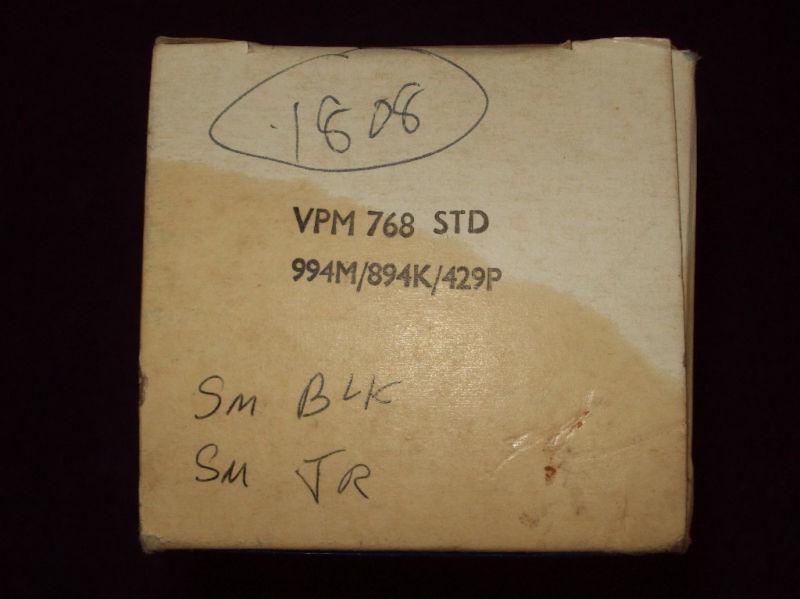 .1808
VPM 768 STD
994M/894K/429P
SM BLK
SM JR